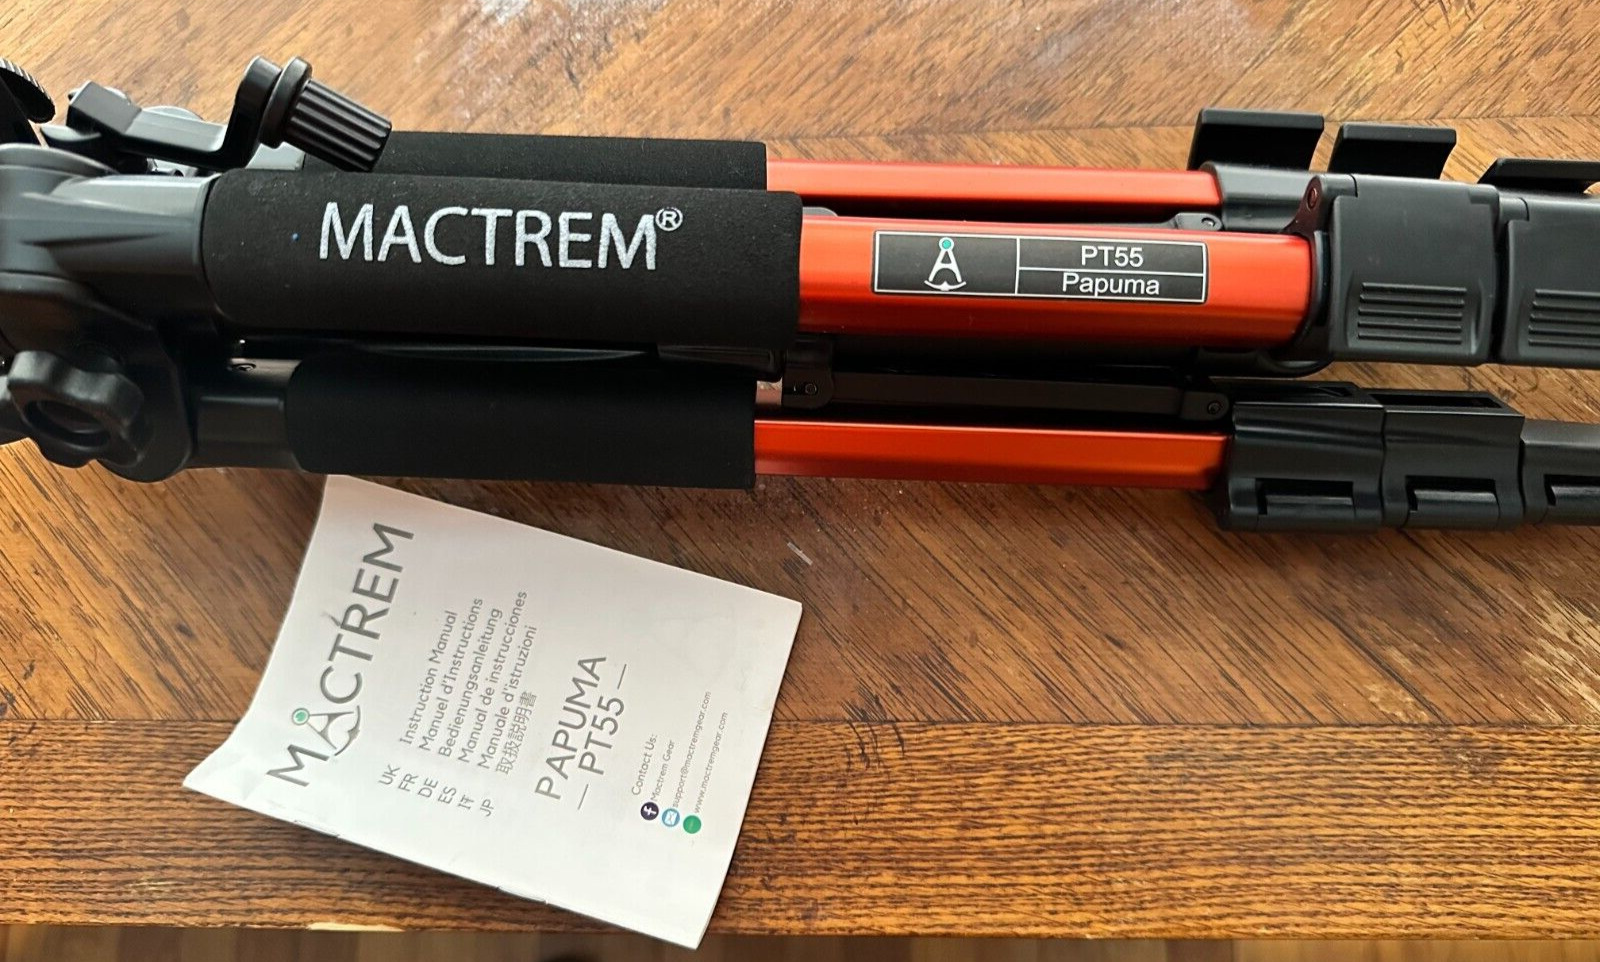 MACTREM®
PT55
Papuma
MACTREM
UK Instruction Manual
FR Manuel d'Instructions
DE Bedienungsanleitung
ES Manual de instrucciones
IT Manuale d'istruzioni
JP 取扱説明書
PAPUMA
— PT55 —
Contact Us:
Mactrem Gear
support@mactremgear.com
www.mactremgear.com